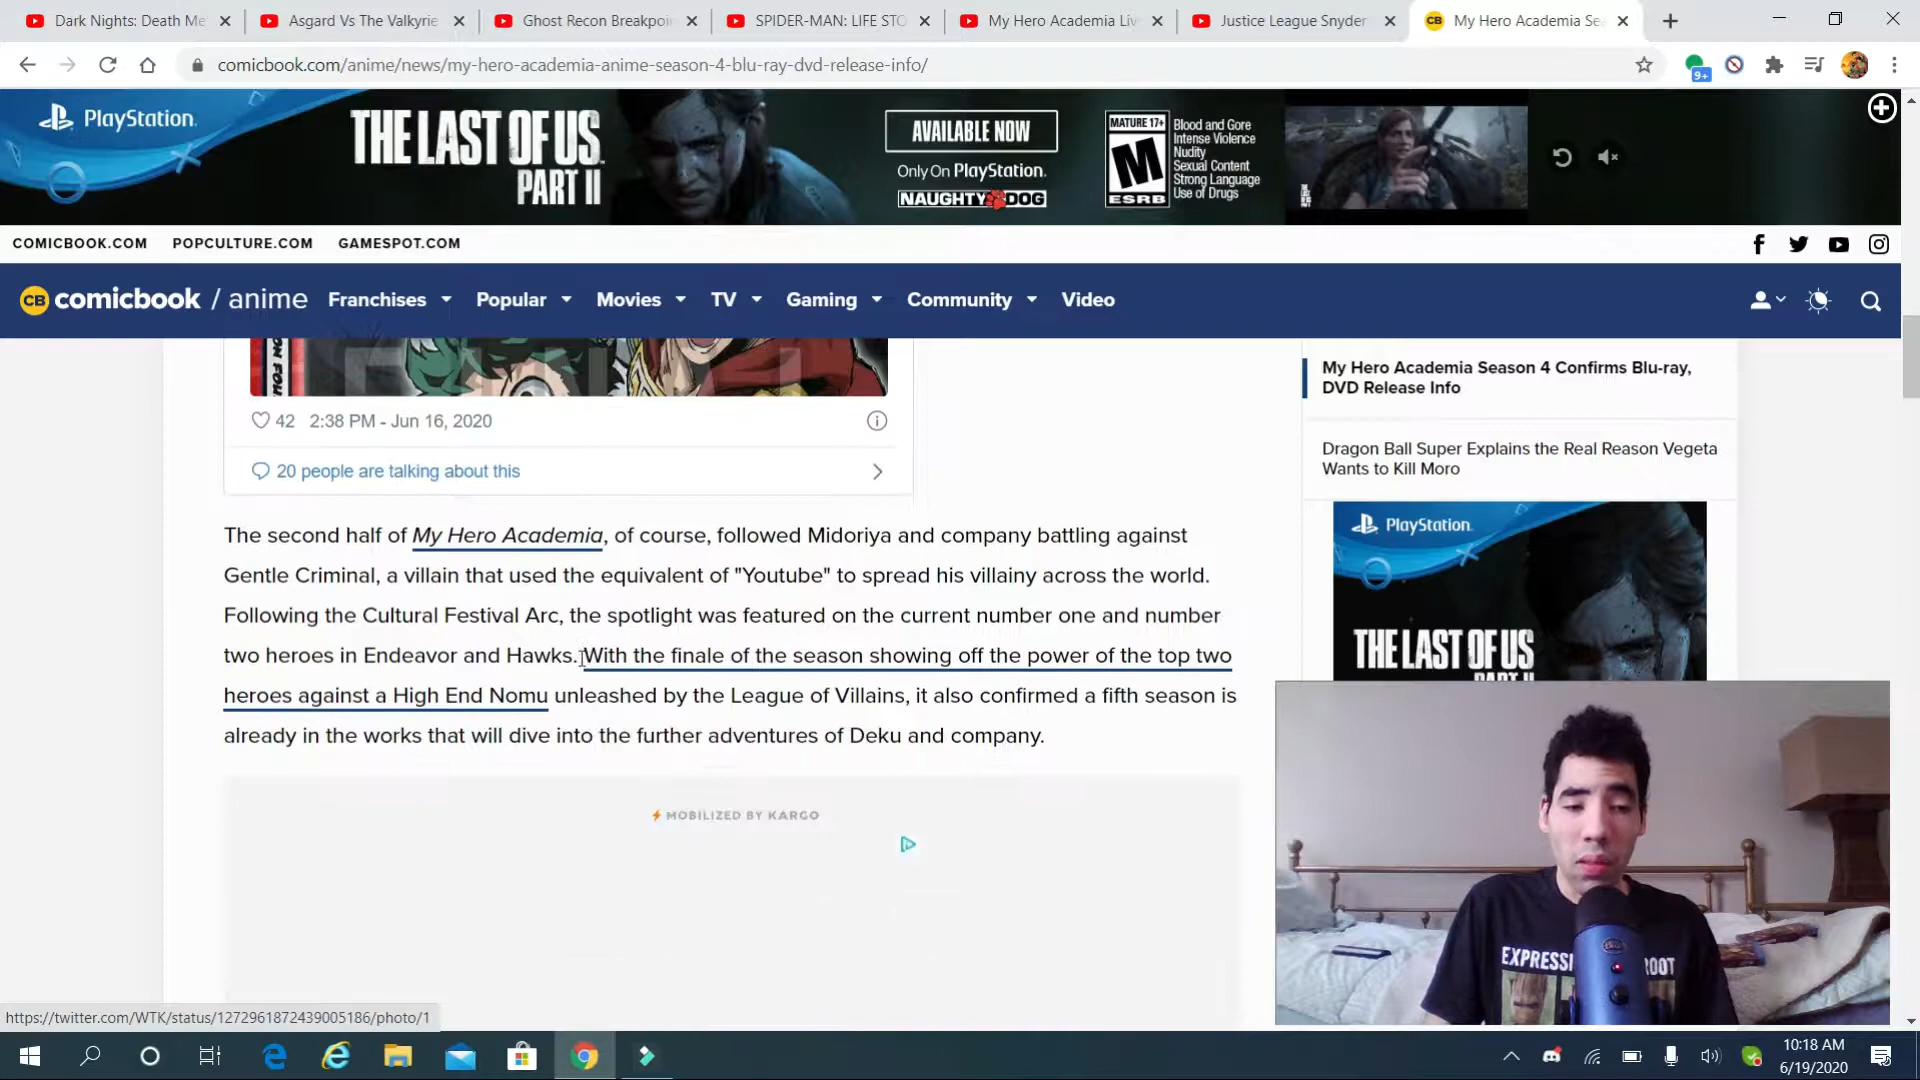 Dark Nights: Death Me
Asgard Vs The Valkyrie
Ghost Recon Breakpoi
SPIDER-MAN: LIFE STO
My Hero Academia Liv
Justice League Snyder
CB My Hero Academia Sea
comicbook.com/anime/news/my-hero-academia-anime-season-4-blu-ray-dvd-release-info/
9+
PlayStation.
THE LAST OF US
PART II
AVAILABLE NOW
Only On PlayStation.
NAUGHTY DOG
MATURE 17+
M
ESRB
Blood and Gore
Intense Violence
Nudity
Sexual Content
Strong Language
Use of Drugs
COMICBOOK.COM POPCULTURE.COM GAMESPOT.COM
CB comicbook / anime Franchises Popular Movies TV Gaming Community Video
42 2:38 PM - Jun 16, 2020
20 people are talking about this
The second half of My Hero Academia, of course, followed Midoriya and company battling against
Gentle Criminal, a villain that used the equivalent of "Youtube" to spread his villainy across the world.
Following the Cultural Festival Arc, the spotlight was featured on the current number one and number
two heroes in Endeavor and Hawks. With the finale of the season showing off the power of the top two
heroes against a High End Nomu unleashed by the League of Villains, it also confirmed a fifth season is
already in the works that will dive into the further adventures of Deku and company.
MOBILIZED BY KARGO
My Hero Academia Season 4 Confirms Blu-ray,
DVD Release Info
Dragon Ball Super Explains the Real Reason Vegeta
Wants to Kill Moro
PlayStation.
THE LAST OF US
EXPRESSI ROOT
https://twitter.com/WTK/status/1272961872439005186/photo/1
10:18 AM
6/19/2020